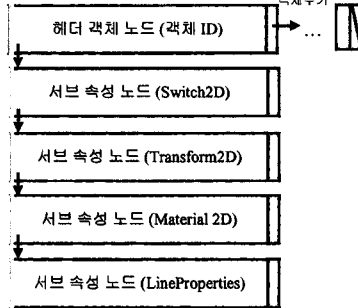 헤더 객체 노드 (객체 ID)
...
서브 속성 노드 (Switch2D)
서브 속성 노드 (Transform2D)
서브 속성 노드 (Material 2D)
서브 속성 노드 (LineProperties)